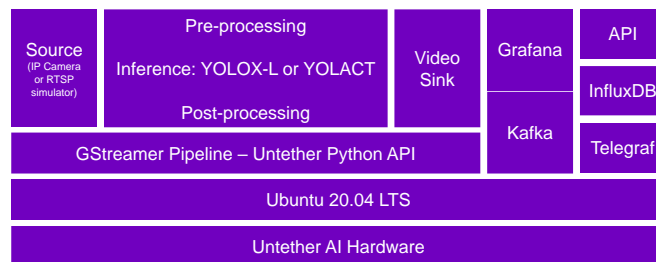 Source
(IP Camera
or RTSP
simulator)
Pre-processing
Inference: YOLOX-L or YOLACT
Post-processing
Video
Sink
Grafana
Kafka
API
InfluxDB
Telegraf
GStreamer Pipeline – Untether Python API
Ubuntu 20.04 LTS
Untether AI Hardware